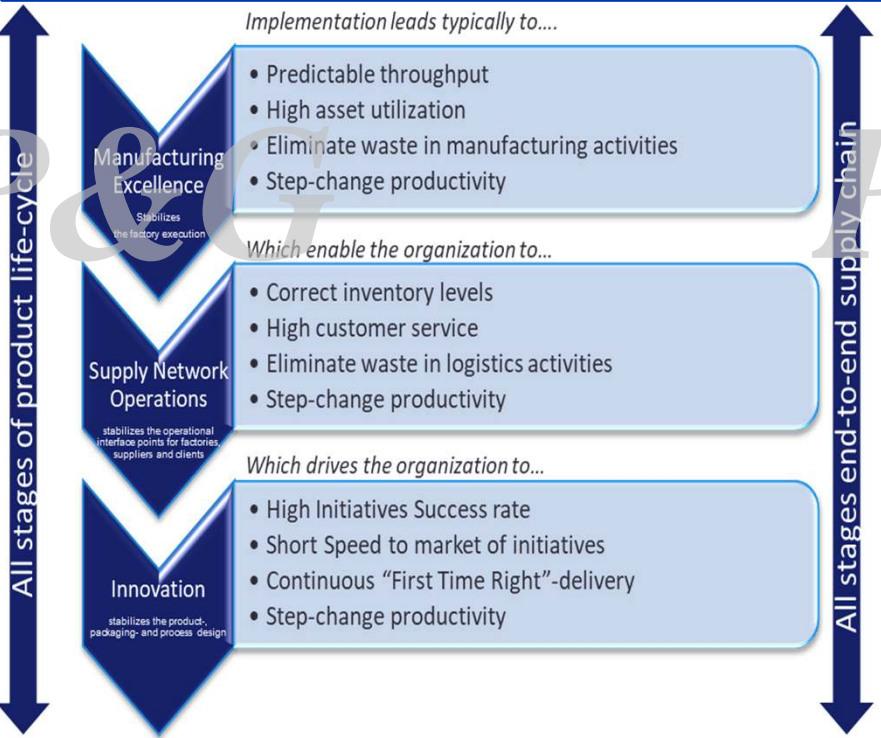 Implementation leads typically to....
• Predictable throughput
• High asset utilization
• Eliminate waste in manufacturing activities
• Step-change productivity
Manufacturing
Excellence
Stabilizes
the factory execution
Which enable the organization to...
• Correct inventory levels
• High customer service
• Eliminate waste in logistics activities
• Step-change productivity
Supply Network
Operations
stabilizes the operational
interface points for factories,
suppliers and clients
Which drives the organization to...
• High Initiatives Success rate
• Short Speed to market of initiatives
• Continuous “First Time Right”-delivery
• Step-change productivity
Innovation
stabilizes the product-,
packaging- and process design
All stages of product life-cycle
All stages end-to-end supply chain
P&G